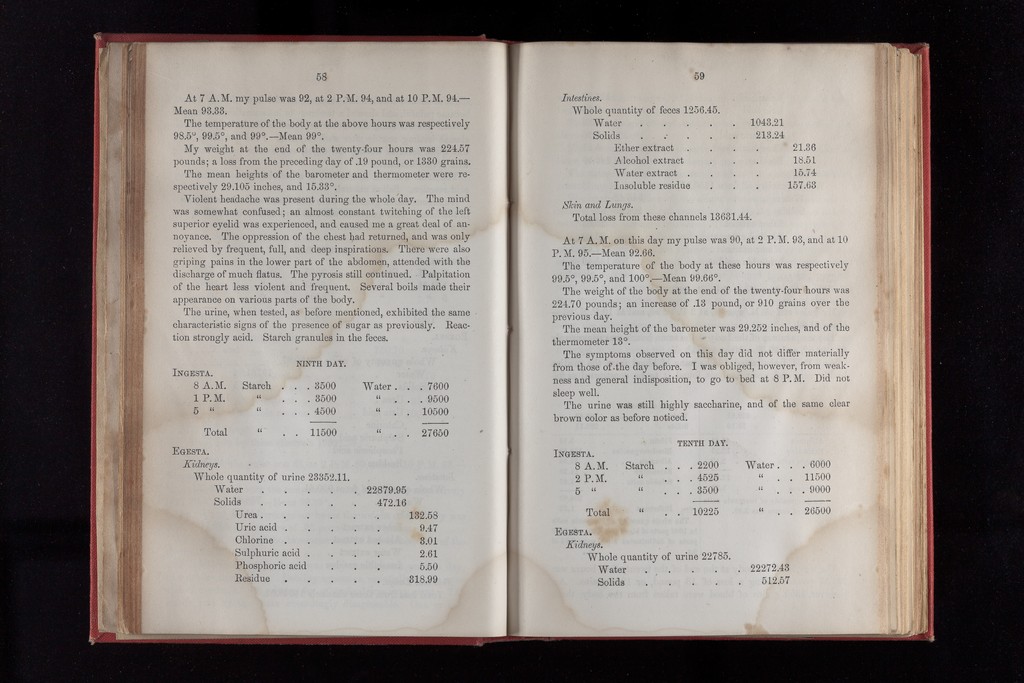 58
At 7 A.M. my pulse was 92, at 2 P.M. 94, and at 10 P.M. 94.—
Mean 93.33.
The temperature of the body at the above hours was respectively
98.5°, 99.5°, and 99°.—Mean 99°.
My weight at the end of the twenty-four hours was 224.57
pounds; a loss from the preceding day of .19 pound, or 1330 grains.
The mean heights of the barometer and thermometer were re-
spectively 29.105 inches, and 15.33°.
Violent headache was present during the whole day. The mind
was somewhat confused; an almost constant twitching of the left
superior eyelid was experienced, and caused me a great deal of an-
noyance. The oppression of the chest had returned, and was only
relieved by frequent, full, and deep inspirations. There were also
griping pains in the lower part of the abdomen, attended with the
discharge of much flatus. The pyrosis still continued. Palpitation
of the heart less violent and frequent. Several boils made their
appearance on various parts of the body.
The urine, when tested, as before mentioned, exhibited the same
characteristic signs of the presence of sugar as previously. Reac-
tion strongly acid. Starch granules in the feces.
NINTH DAY.
INGESTA.
8 A.M. Starch . . . 3500 Water . . . 7600
1 P.M. “ . . . 3500 “ . . . 9500
5 “ “ . . . 4500 “ . . 10500
Total “ . . 11500 “ . . 27650
EGESTA.
Kidneys.
Whole quantity of urine 23352.11.
Water . . . . . 22879.95
Solids . . . . . 472.16
Urea . . . . . . 132.58
Uric acid . . . . . 9.47
Chlorine . . . . . 3.01
Sulphuric acid . . . . 2.61
Phosphoric acid . . . 5.50
Residue . . . . . 318.99
59
Intestines.
Whole quantity of feces 1256.45.
Water . . . . . 1043.21
Solids . . . . . 213.24
Ether extract . . . . 21.36
Alcohol extract . . . 18.51
Water extract . . . . 15.74
Insoluble residue . . . 157.63
Skin and Lungs.
Total loss from these channels 13631.44.
At 7 A.M. on this day my pulse was 90, at 2 P.M. 93, and at 10
P.M. 95.—Mean 92.66.
The temperature of the body at these hours was respectively
99.5°, 99.5°, and 100°.—Mean 99.66°.
The weight of the body at the end of the twenty-four hours was
224.70 pounds; an increase of .13 pound, or 910 grains over the
previous day.
The mean height of the barometer was 29.252 inches, and of the
thermometer 13°.
The symptoms observed on this day did not differ materially
from those of the day before. I was obliged, however, from weak-
ness and general indisposition, to go to bed at 8 P.M. Did not
sleep well.
The urine was still highly saccharine, and of the same clear
brown color as before noticed.
TENTH DAY.
INGESTA.
8 A.M. Starch . . . 2200 Water . . . 6000
2 P.M. “ . . . 4525 “ . . 11500
5 “ “ . . . 3500 “ . . . 9000
Total “ . . 10225 “ . . 26500
EGESTA.
Kidneys.
Whole quantity of urine 22785.
Water . . . . . 22272.43
Solids . . . . . 512.57